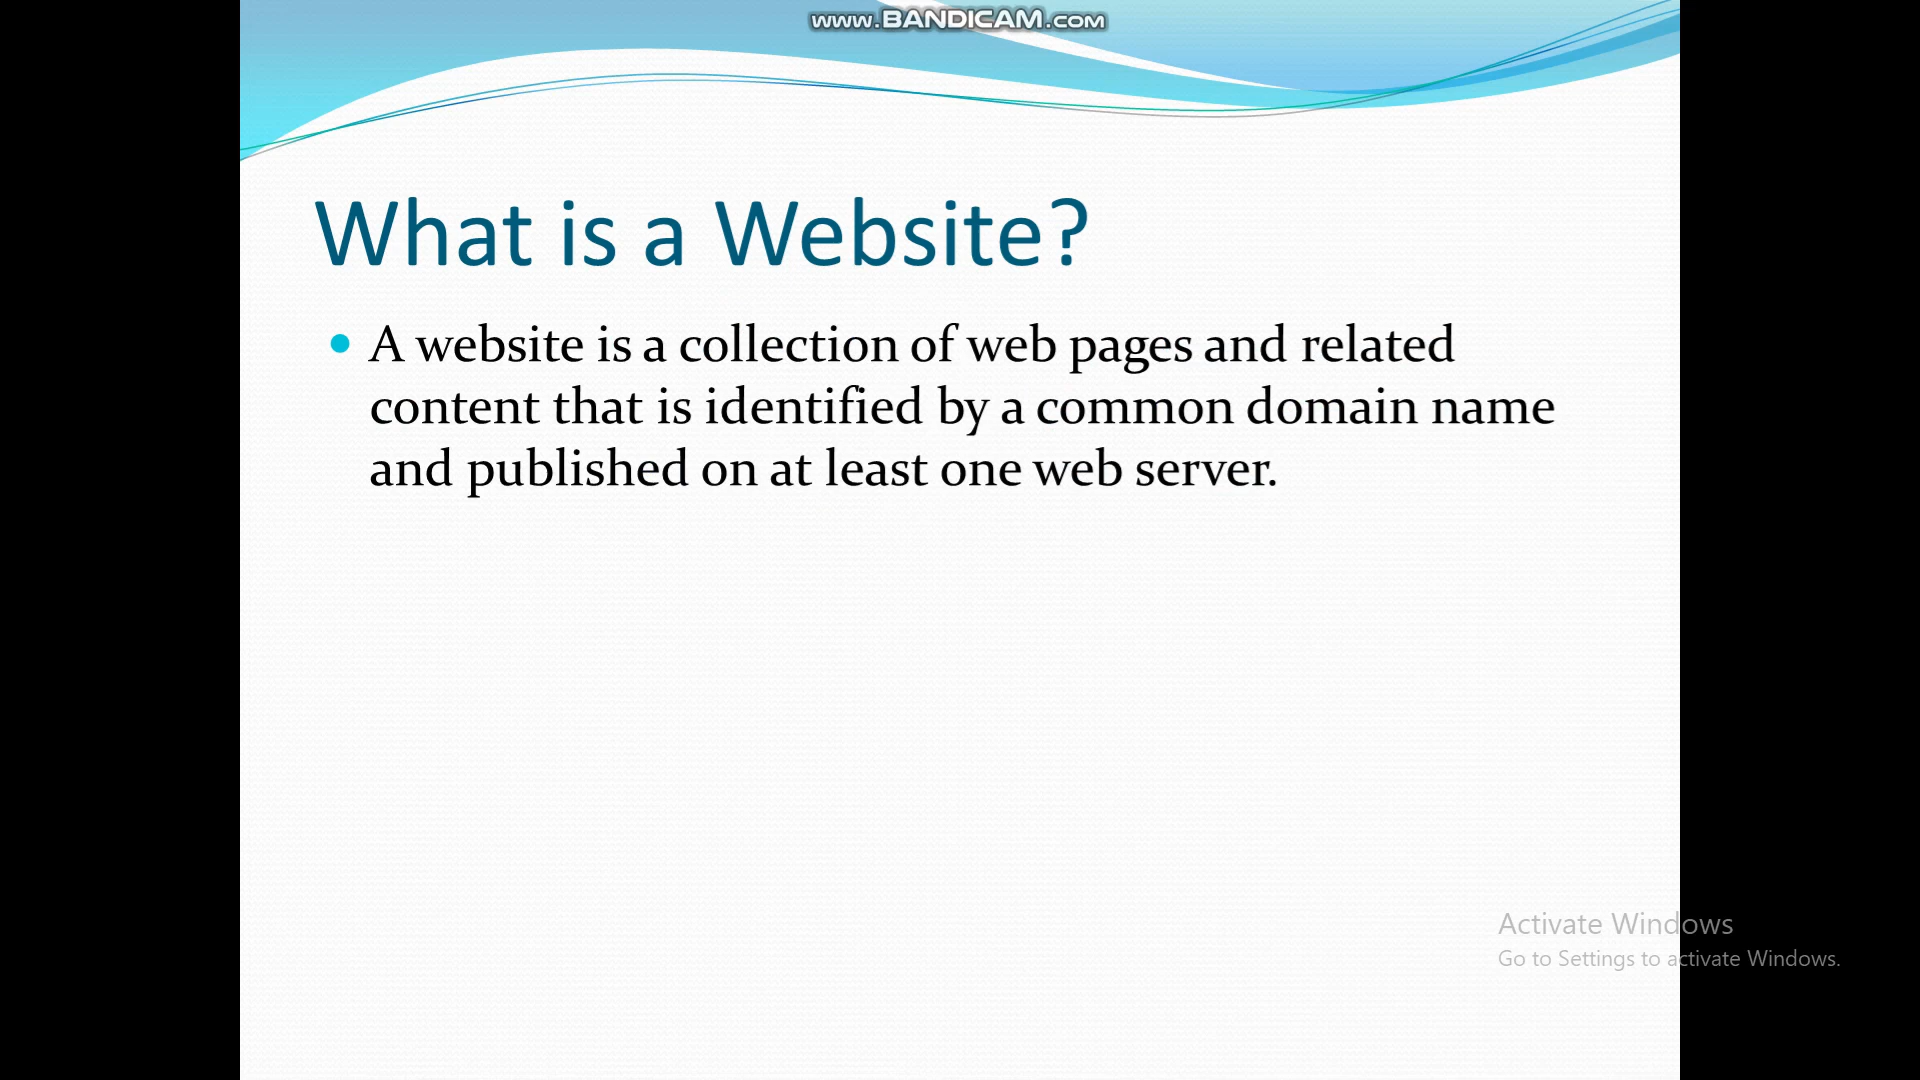 www.BANDICAM.com
What is a Website?
• A website is a collection of web pages and related
content that is identified by a common domain name
and published on at least one web server.
Activate Windows
Go to Settings to activate Windows.